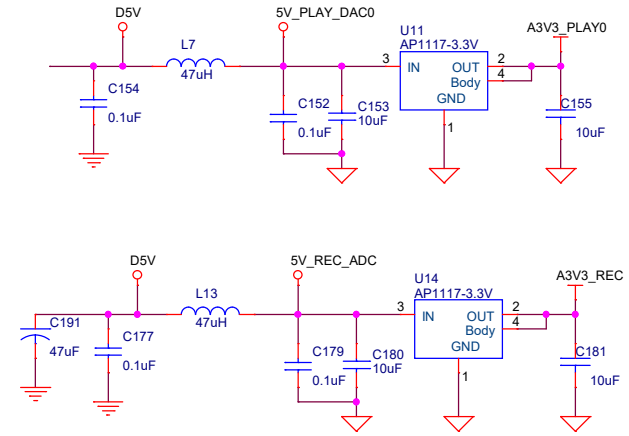 D5V
5V_PLAY_DAC0
U11
AP1117-3.3V
A3V3_PLAY0
L7
47uH
3
IN
OUT
2
Body
4
GND
1
C154
0.1uF
C152
0.1uF
C153
10uF
C155
10uF
D5V
5V_REC_ADC
U14
AP1117-3.3V
A3V3_REC
L13
47uH
3
IN
OUT
2
Body
4
GND
1
C191
47uF
C177
0.1uF
C179
0.1uF
C180
10uF
C181
10uF